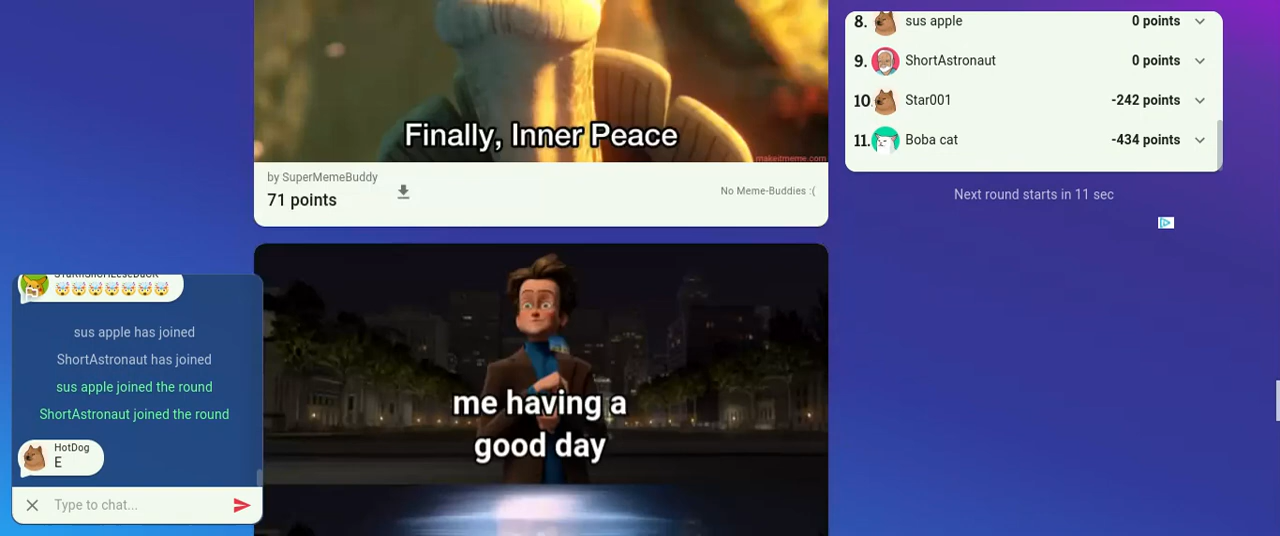 Finally, Inner Peace
makeitmeme.com
by SuperMemeBuddy
71 points
No Meme-Buddies :(
me having a
good day
8. sus apple 0 points
9. ShortAstronaut 0 points
10. Star001 -242 points
11. Boba cat -434 points
Next round starts in 11 sec
sus apple has joined
ShortAstronaut has joined
sus apple joined the round
ShortAstronaut joined the round
HotDog
E
Type to chat...